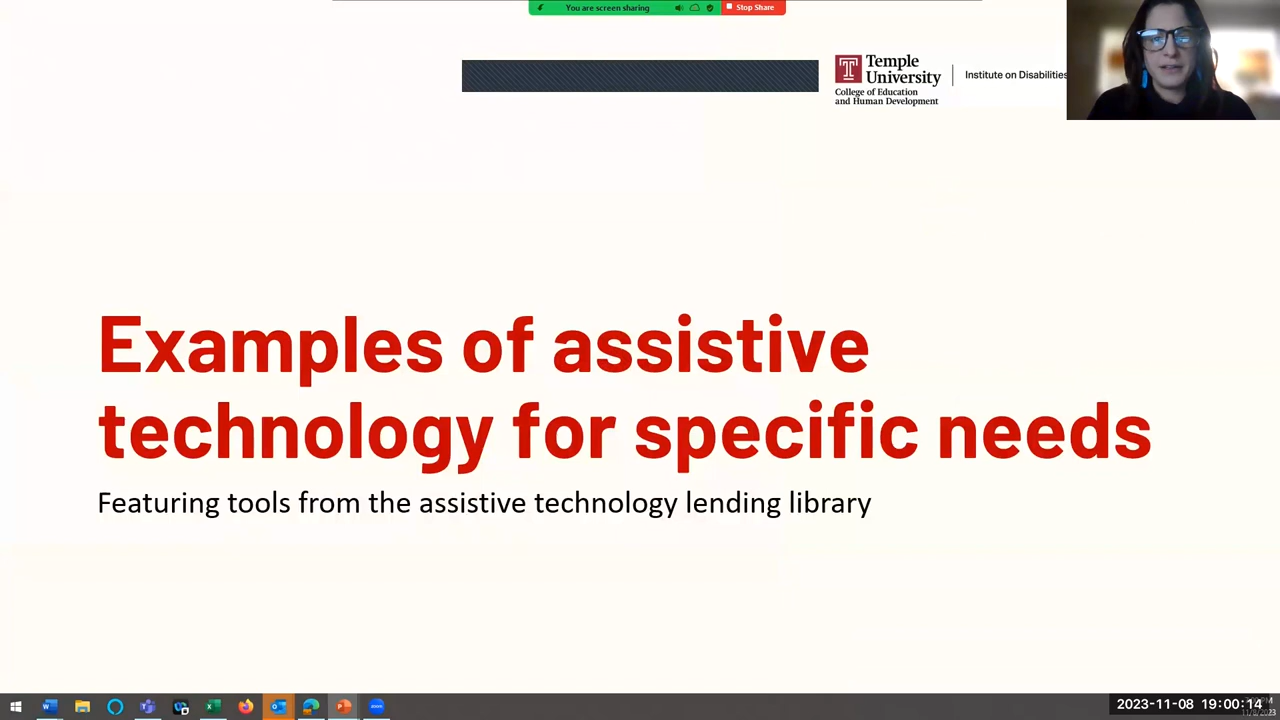 You are screen sharing
Stop Share
Temple
University
College of Education
and Human Development
Institute on Disabilities
Examples of assistive
technology for specific needs
Featuring tools from the assistive technology lending library
2023-11-08 19:00:14